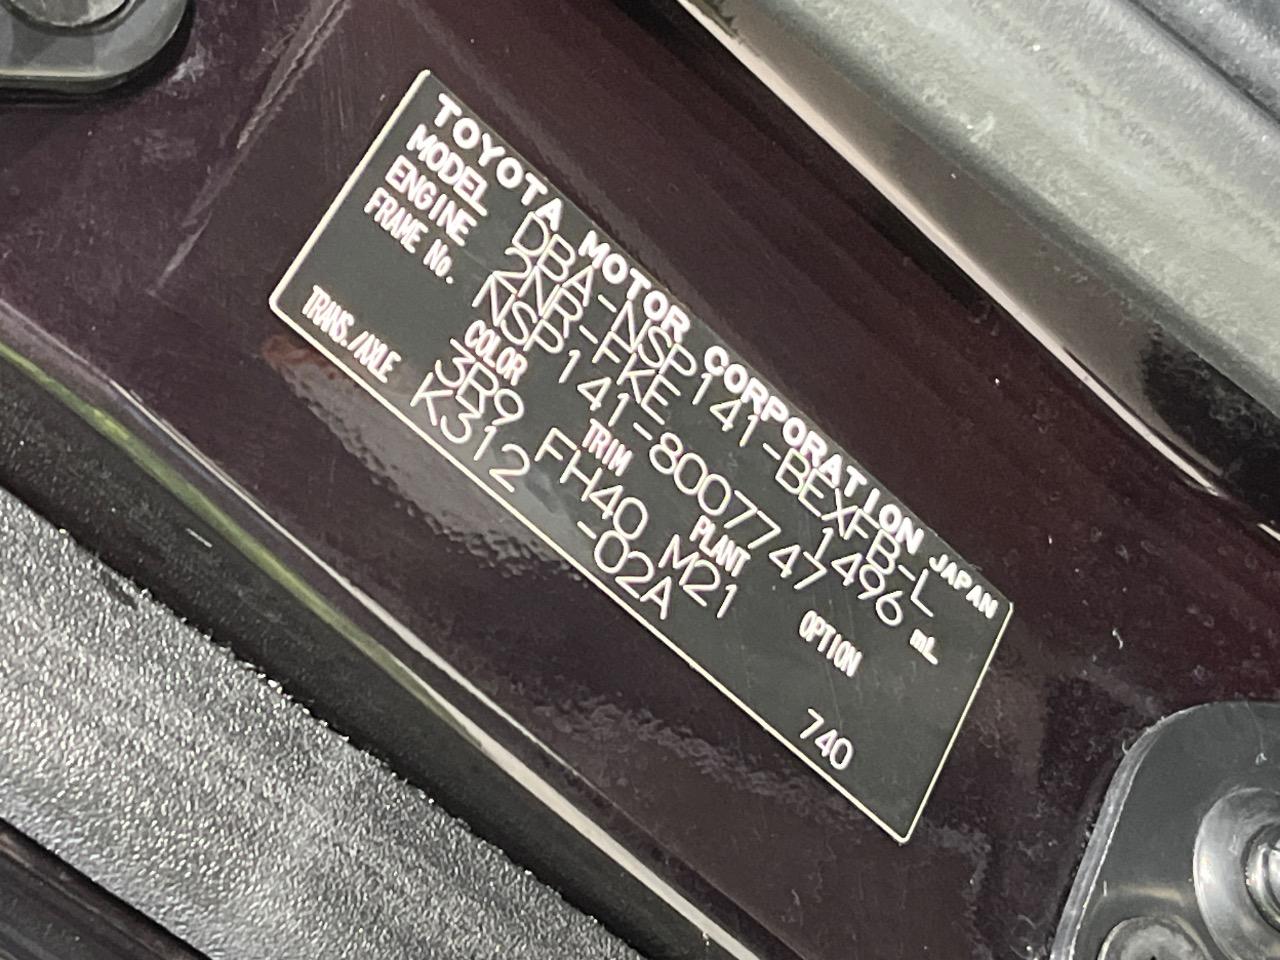 TOYOTA MOTOR CORPORATION JAPAN
MODEL DBA-NSP141-BEXFB-L
ENGINE 2NR-FKE 1496 mL
FRAME No. NSP141-8007747
COLOR TRIM PLANT OPTION
3R9 FH40 M21
TRANS./AXLE K312 -02A 740